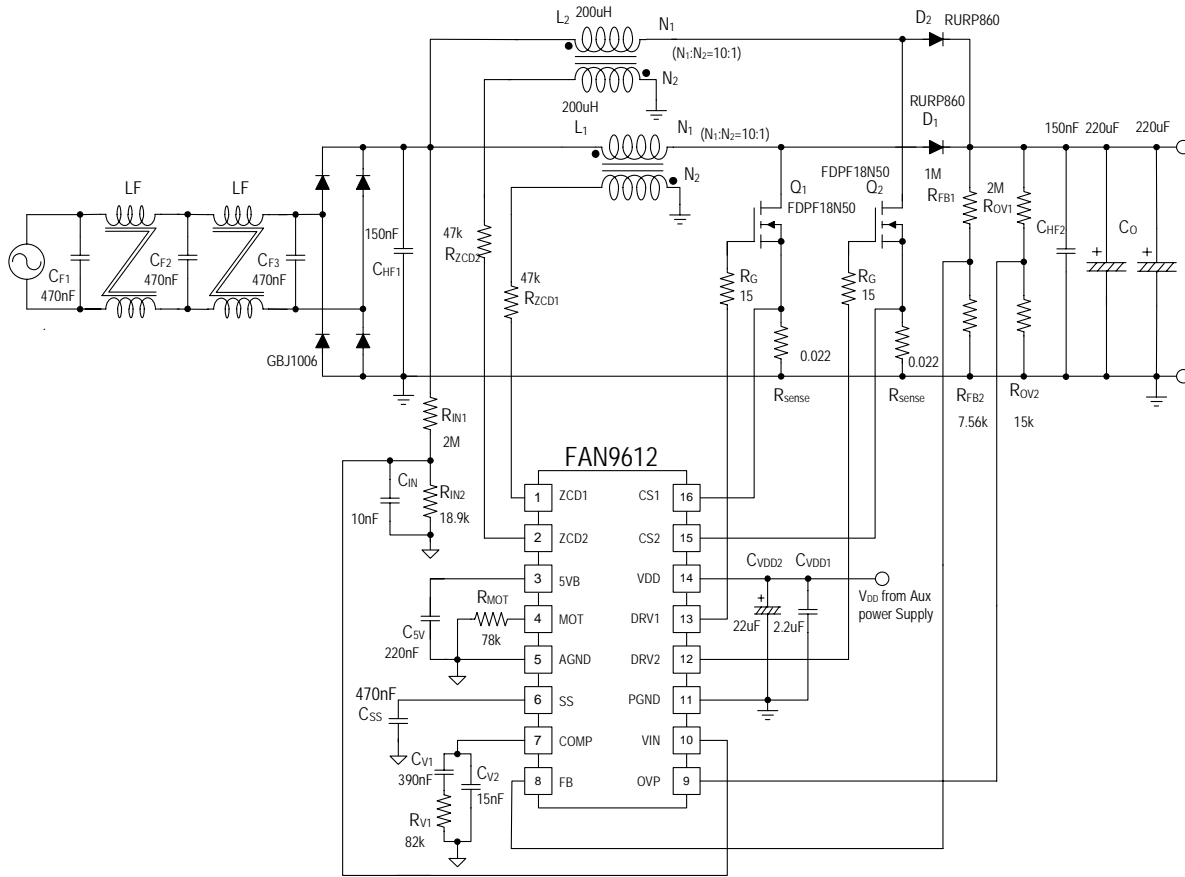 L2 200uH N1 D2 RURP860
(N1:N2=10:1)
N2
200uH
L1 N1 (N1:N2=10:1)
N2
RURP860
D1
150nF 220uF 220uF
LF LF
Q1
FDPF18N50
FDPF18N50
Q2
1M
RFB1
2M
ROV1
CHF2
CO
+ +
150nF
CHF1
47k
RZCD2
47k
RZCD1
CF1
470nF
CF2
470nF
CF3
470nF
RG
15
RG
15
GBJ1006
0.022
0.022
Rsense
Rsense
RFB2
7.56k
ROV2
15k
RIN1
2M
CIN
10nF
RIN2
18.9k
FAN9612
1 ZCD1 CS1 16
2 ZCD2 CS2 15
3 5VB VDD 14
4 MOT DRV1 13
5 AGND DRV2 12
6 SS PGND 11
7 COMP VIN 10
8 FB OVP 9
RMOT
78k
C5V
220nF
470nF
CSS
CV1
390nF
CV2
15nF
RV1
82k
CVDD2 CVDD1
+
22uF 2.2uF
VDD from Aux
power Supply